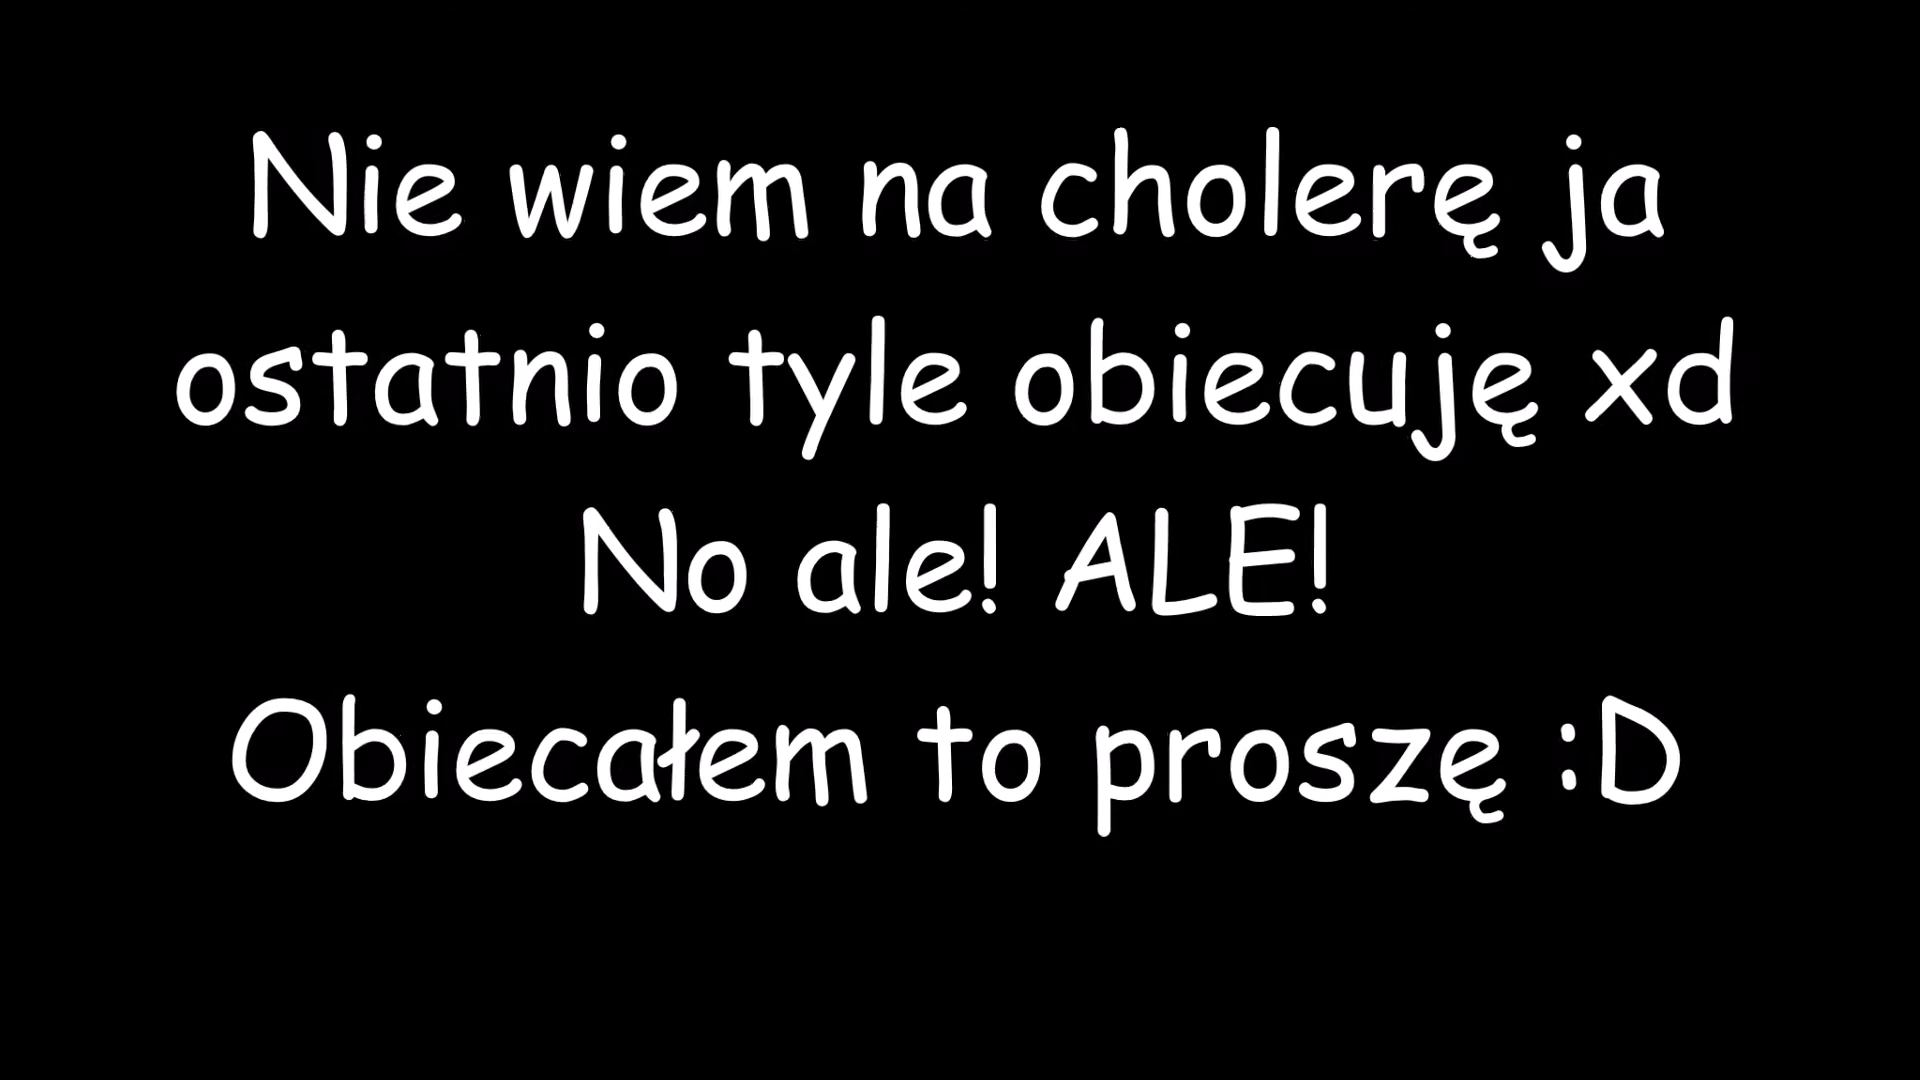 Nie wiem na cholerę ja
ostatnio tyle obiecuję xd
No ale! ALE!
Obiecałem to proszę :D